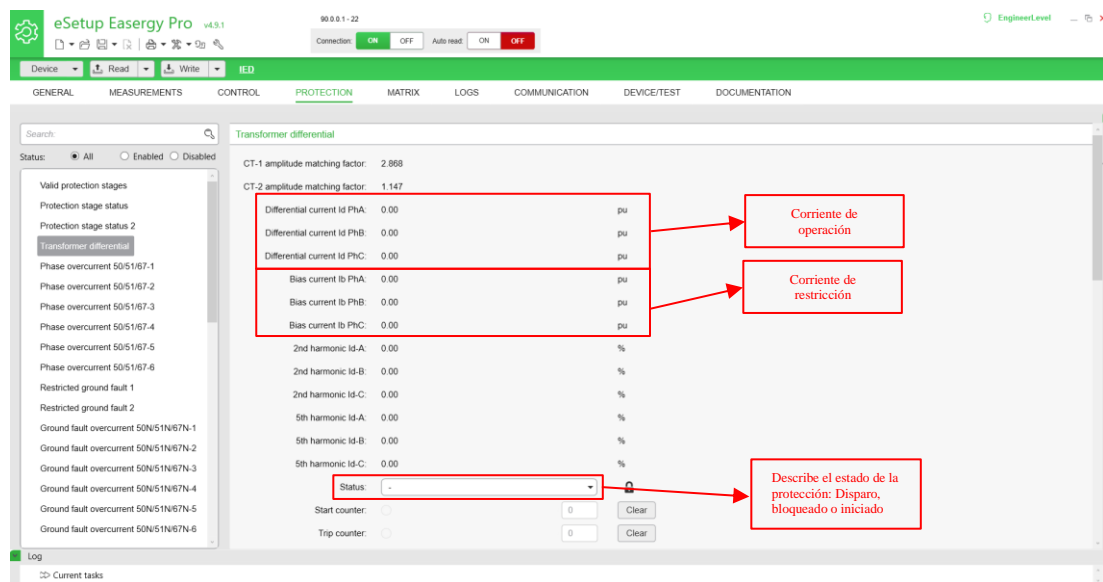 eSetup Easergy Pro v4.9.1
90.0.0.1 - 22
EngineerLevel
Connection: ON OFF Auto read: ON OFF
Device Read Write IED
GENERAL MEASUREMENTS CONTROL PROTECTION MATRIX LOGS COMMUNICATION DEVICE/TEST DOCUMENTATION
Search:
Status: All Enabled Disabled
Valid protection stages
Protection stage status
Protection stage status 2
Transformer differential
Phase overcurrent 50/51/67-1
Phase overcurrent 50/51/67-2
Phase overcurrent 50/51/67-3
Phase overcurrent 50/51/67-4
Phase overcurrent 50/51/67-5
Phase overcurrent 50/51/67-6
Restricted ground fault 1
Restricted ground fault 2
Ground fault overcurrent 50N/51N/67N-1
Ground fault overcurrent 50N/51N/67N-2
Ground fault overcurrent 50N/51N/67N-3
Ground fault overcurrent 50N/51N/67N-4
Ground fault overcurrent 50N/51N/67N-5
Ground fault overcurrent 50N/51N/67N-6
Transformer differential
CT-1 amplitude matching factor: 2.868
CT-2 amplitude matching factor: 1.147
Differential current Id PhA: 0.00 pu
Differential current Id PhB: 0.00 pu
Differential current Id PhC: 0.00 pu
Bias current Ib PhA: 0.00 pu
Bias current Ib PhB: 0.00 pu
Bias current Ib PhC: 0.00 pu
2nd harmonic Id-A: 0.00 %
2nd harmonic Id-B: 0.00 %
2nd harmonic Id-C: 0.00 %
5th harmonic Id-A: 0.00 %
5th harmonic Id-B: 0.00 %
5th harmonic Id-C: 0.00 %
Status: -
Start counter: 0 Clear
Trip counter: 0 Clear
Corriente de
operación
Corriente de
restricción
Describe el estado de la
protección: Disparo,
bloqueado o iniciado
Log
Current tasks